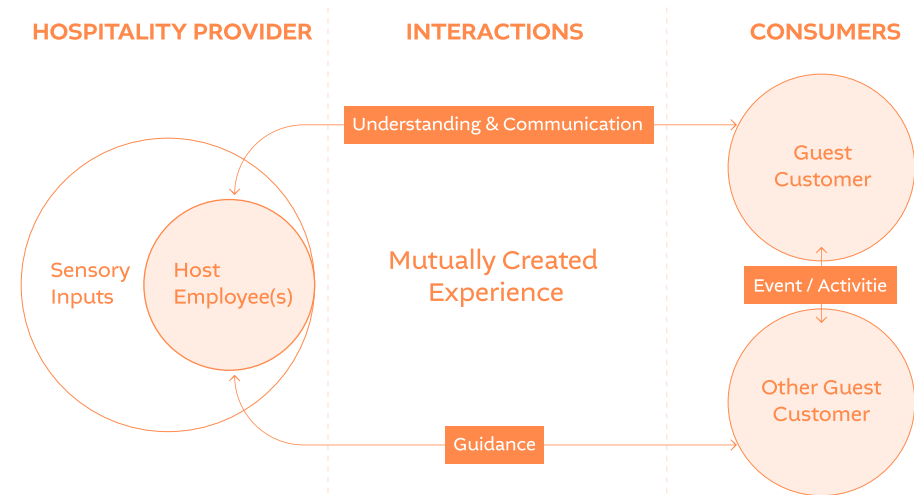 HOSPITALITY PROVIDER
INTERACTIONS
CONSUMERS
Understanding & Communication
Guest
Customer
Sensory
Inputs
Host
Employee(s)
Mutually Created
Experience
Event / Activitie
Other Guest
Customer
Guidance